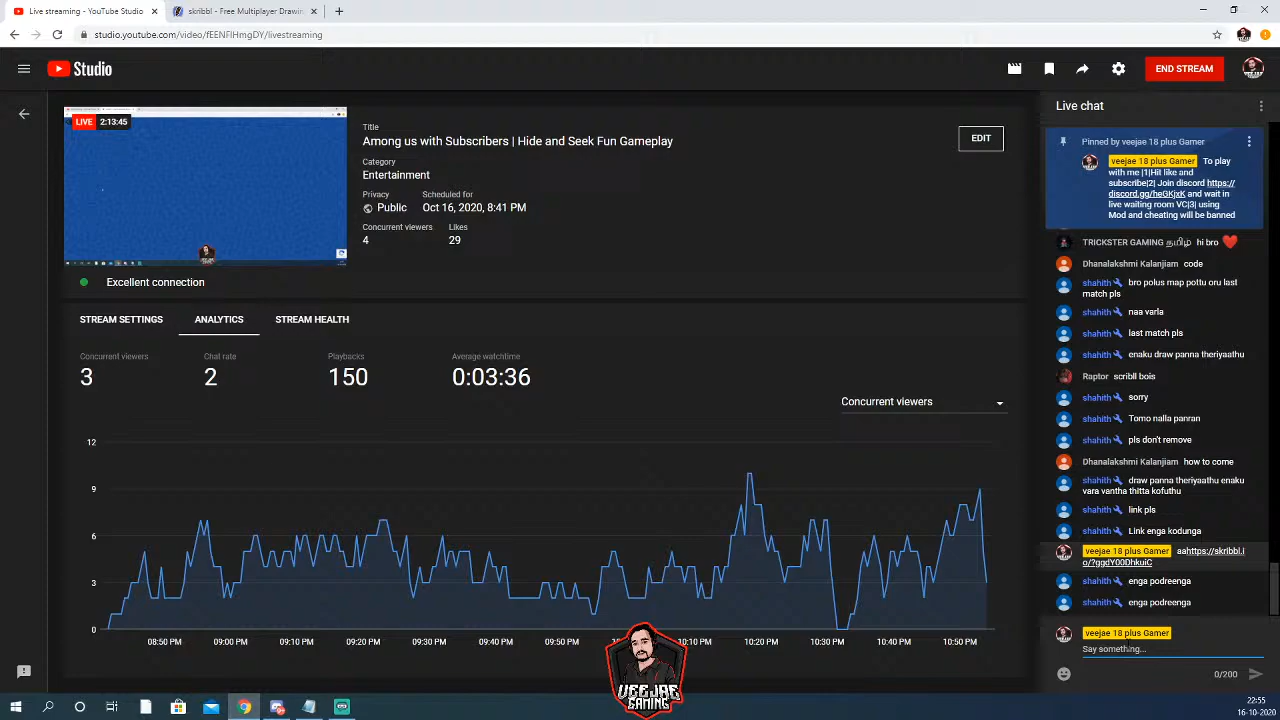 Live streaming - YouTube Studio
skribbl - Free Multiplayer Drawin
studio.youtube.com/video/fEENFlHmgDY/livestreaming
Studio
END STREAM
LIVE 2:13:45
Title
Among us with Subscribers | Hide and Seek Fun Gameplay
EDIT
Category
Entertainment
Privacy
Public
Scheduled for
Oct 16, 2020, 8:41 PM
Concurrent viewers
4
Likes
29
Excellent connection
STREAM SETTINGS
ANALYTICS
STREAM HEALTH
Concurrent viewers
3
Chat rate
2
Playbacks
150
Average watchtime
0:03:36
Concurrent viewers
12
9
6
3
0
08:50 PM
09:00 PM
09:10 PM
09:20 PM
09:30 PM
09:40 PM
09:50 PM
10:10 PM
10:20 PM
10:30 PM
10:40 PM
10:50 PM
VEEJAE
GAMING
Live chat
Pinned by veejae 18 plus Gamer
veejae 18 plus Gamer To play
with me |1|Hit like and
subscribe|2| Join discord https://
discord.gg/heGKjxK and wait in
live waiting room VC|3| using
Mod and cheating will be banned
TRICKSTER GAMING தமிழ் hi bro
Dhanalakshmi Kalanjiam code
shahith bro polus map pottu oru last
match pls
shahith naa varla
shahith last match pls
shahith enaku draw panna theriyaathu
Raptor scribll bois
shahith sorry
shahith Tomo nalla panran
shahith pls don't remove
Dhanalakshmi Kalanjiam how to come
shahith draw panna theriyaathu enaku
vara vantha thitta kofuthu
shahith link pls
shahith Link enga kodunga
veejae 18 plus Gamer aahttps://skribbl.i
o/?ggdY00DhkuiC
shahith enga podreenga
shahith enga podreenga
veejae 18 plus Gamer
Say something...
0/200
22:55
16-10-2020